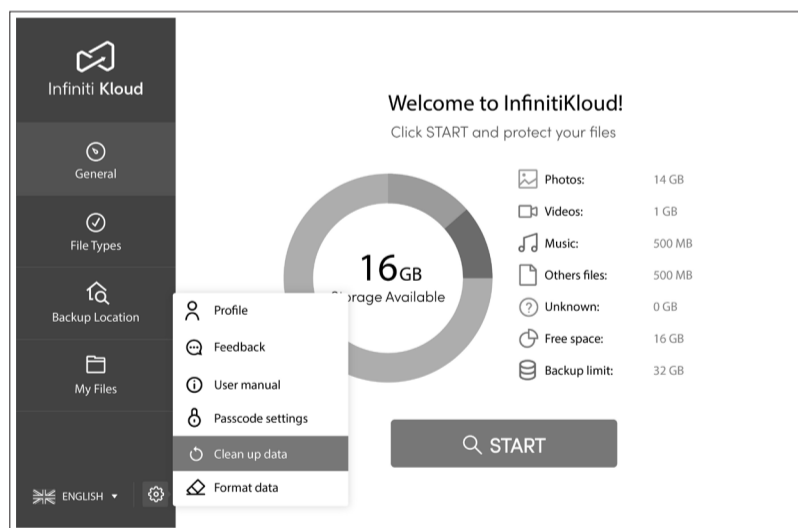 Infiniti Kloud
General
File Types
Backup Location
My Files
ENGLISH
Profile
Feedback
User manual
Passcode settings
Clean up data
Format data
Welcome to InfinitiKloud!
Click START and protect your files
16GB
Storage Available
Photos: 14 GB
Videos: 1 GB
Music: 500 MB
Others files: 500 MB
Unknown: 0 GB
Free space: 16 GB
Backup limit: 32 GB
START